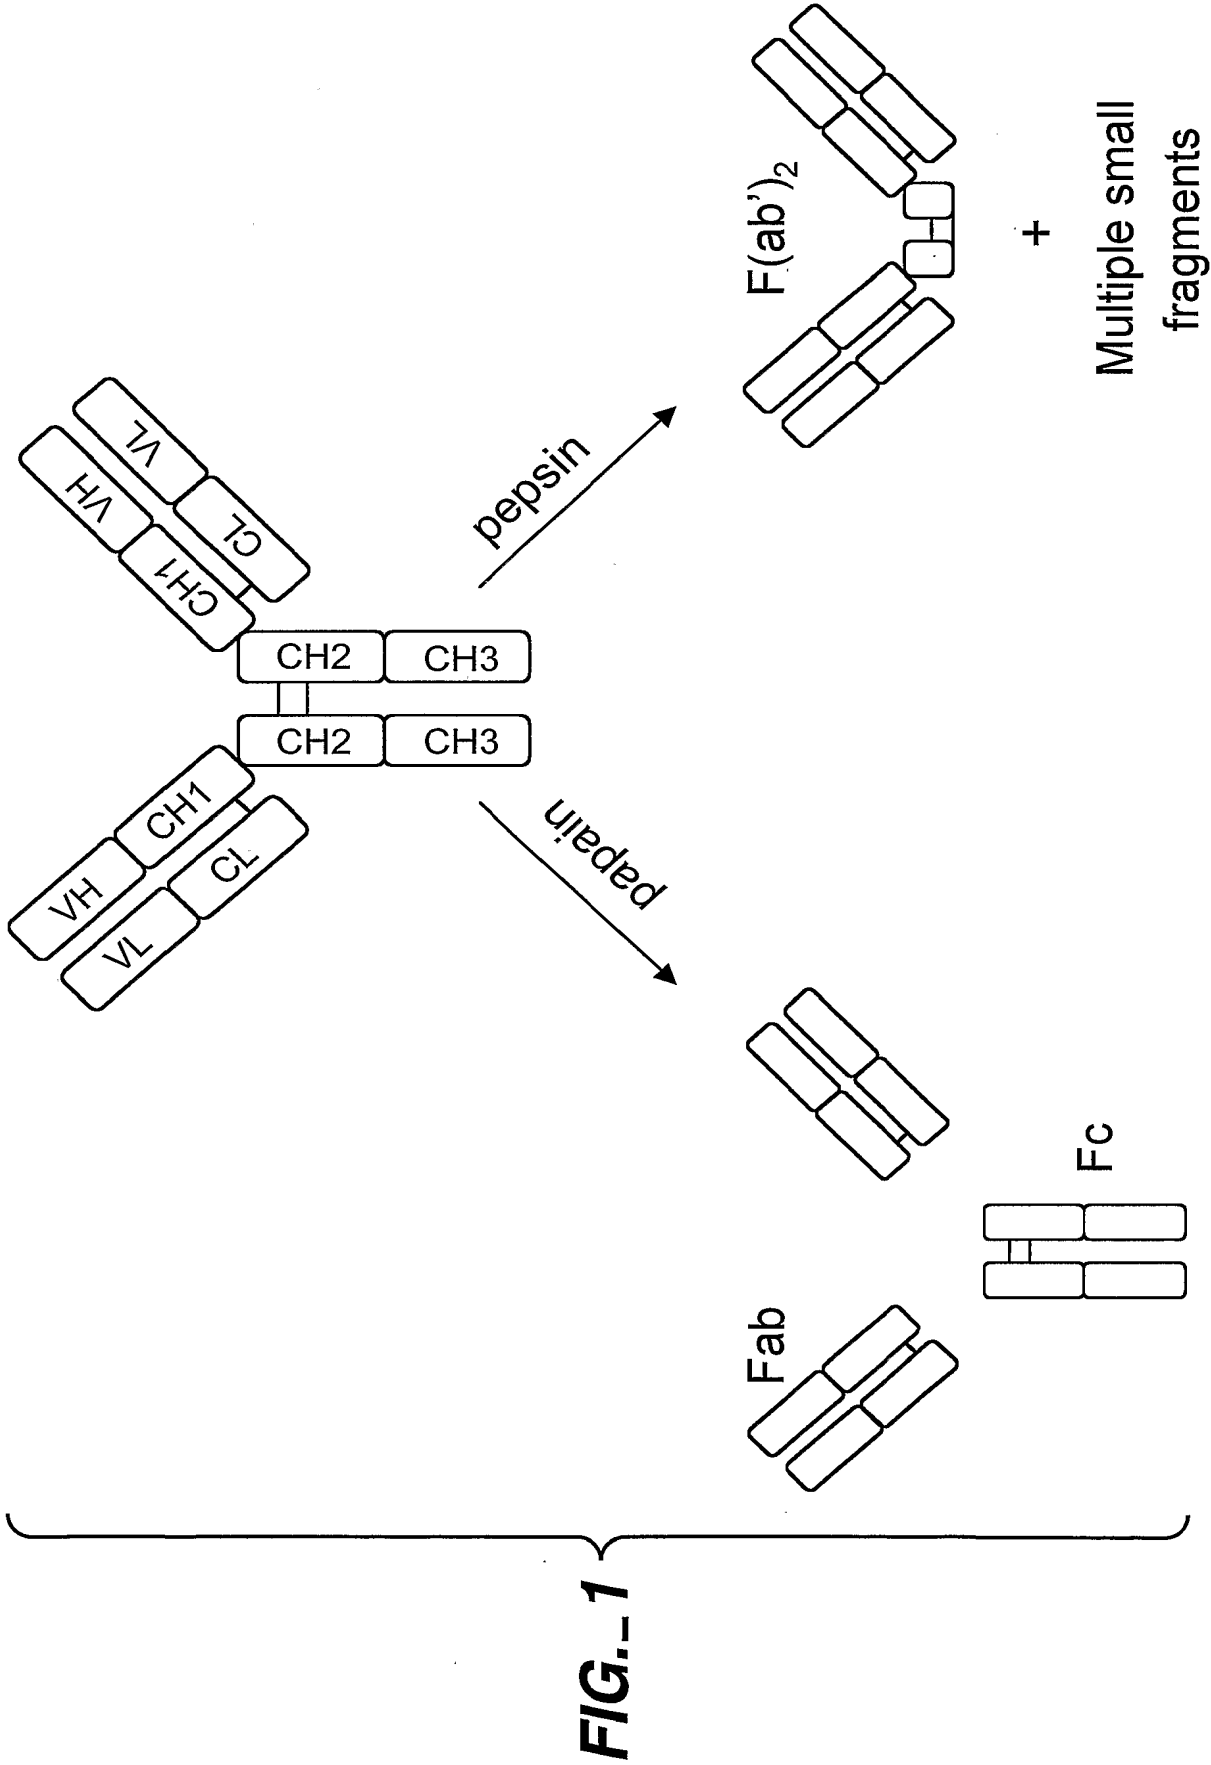 VH
CH1
VL
CL
VH
CH1
VL
CL
CH2
CH3
CH2
CH3
papain
pepsin
Fab
Fc
F(ab')₂
+
Multiple small
fragments
FIG._1